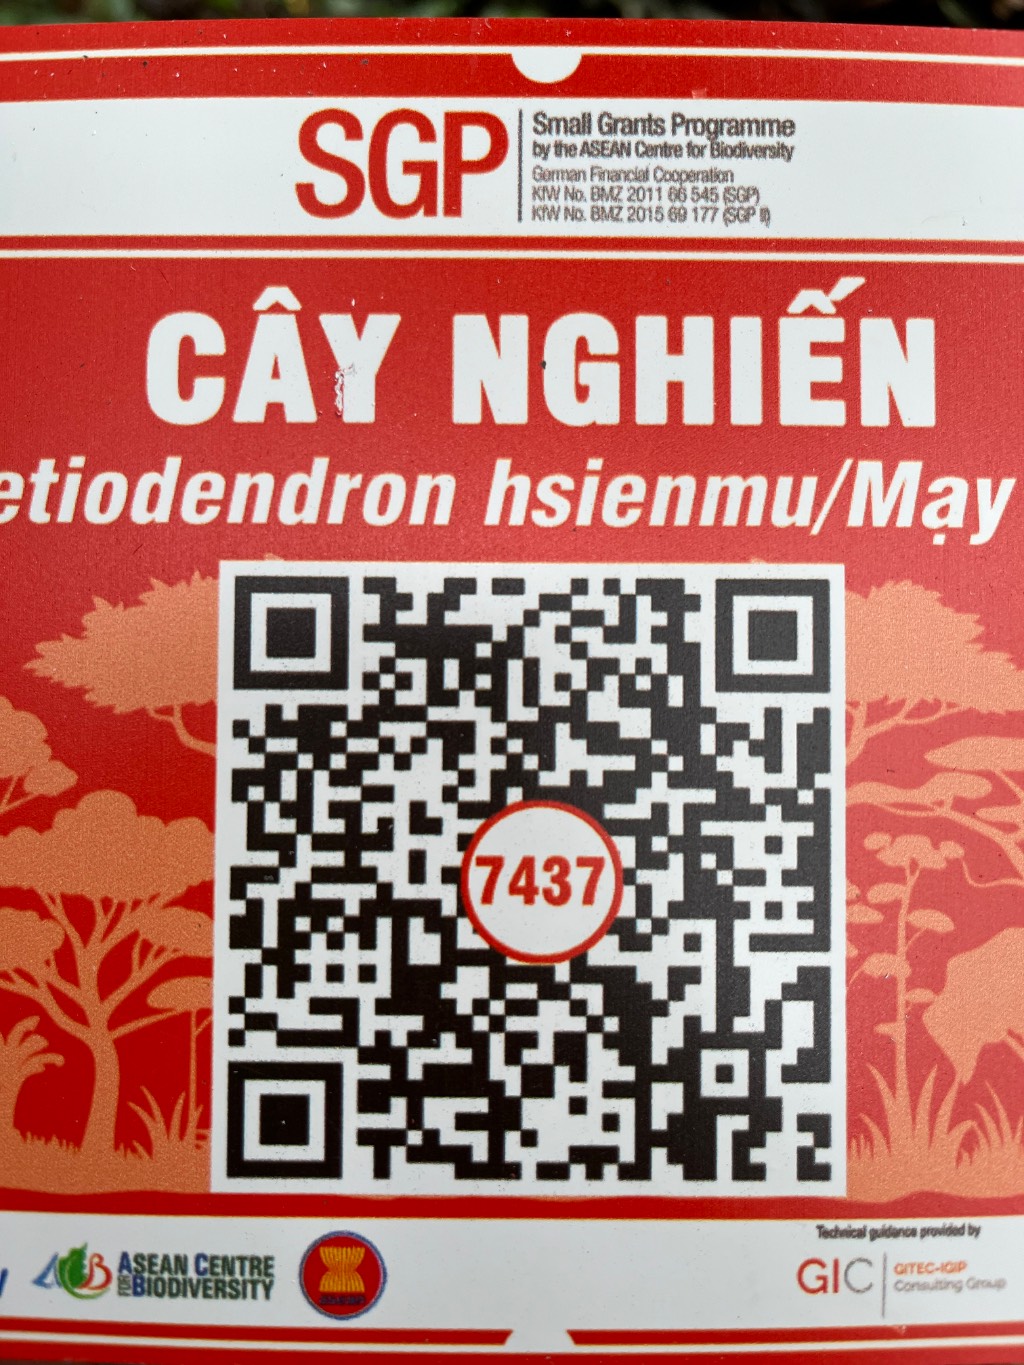 SGP
Small Grants Programme
by the ASEAN Centre for Biodiversity
German Financial Cooperation
KfW No. BMZ 2011 66 545 (SGP)
KfW No. BMZ 2015 69 177 (SGP II)
CÂY NGHIẾN
etiodendron hsienmu/Mạy
7437
ACB
ASEAN CENTRE
FOR BIODIVERSITY
Technical guidance provided by
GIC
GITEC-IGIP
Consulting Group